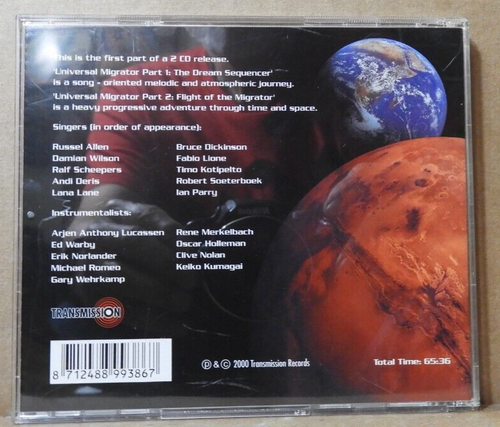 This is the first part of a 2 CD release.
'Universal Migrator Part 1: The Dream Sequencer'
is a song - oriented melodic and atmospheric journey.
'Universal Migrator Part 2: Flight of the Migrator'
is a heavy progressive adventure through time and space.
Singers (in order of appearance):
Russel Allen
Damian Wilson
Ralf Scheepers
Andi Deris
Lana Lane
Bruce Dickinson
Fabio Lione
Timo Kotipelto
Robert Soeterboek
Ian Parry
Instrumentalists:
Arjen Anthony Lucassen
Ed Warby
Erik Norlander
Michael Romeo
Gary Wehrkamp
Rene Merkelbach
Oscar Holleman
Clive Nolan
Keiko Kumagai
TRANSMISSION
8 712488 993867
℗ & © 2000 Transmission Records
Total Time: 65:36